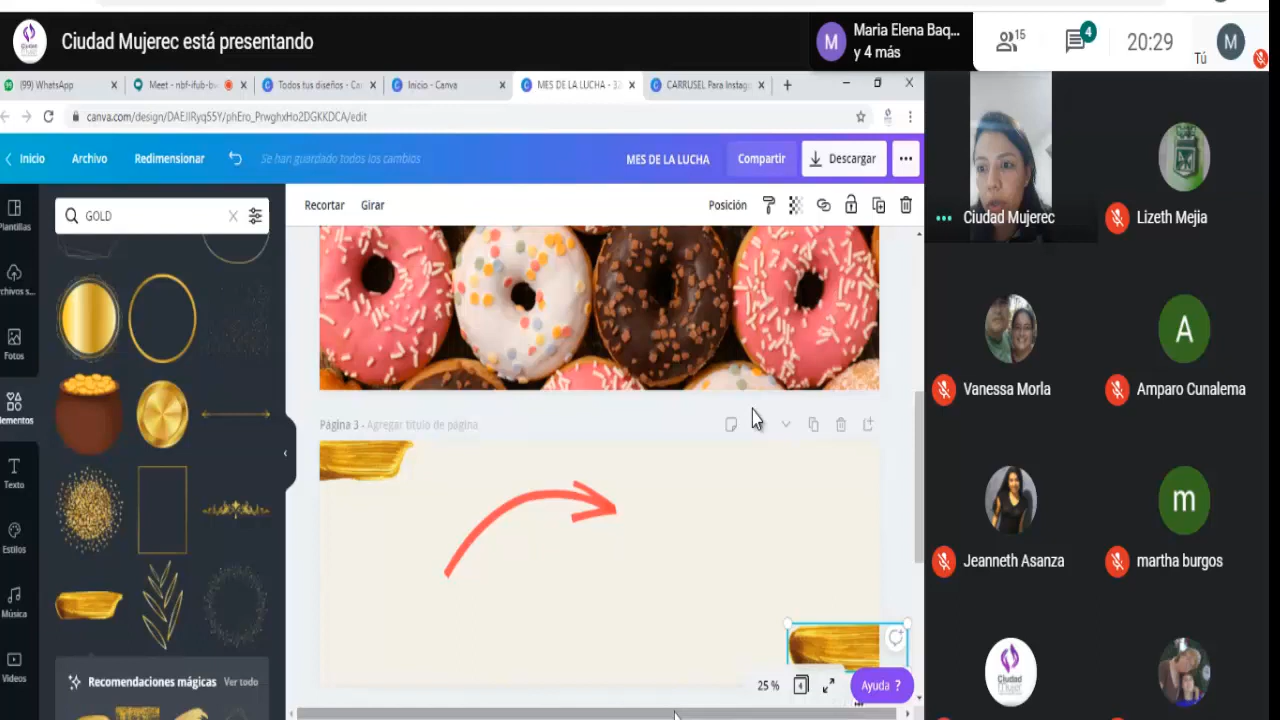 Ciudad Mujerec está presentando
Maria Elena Baq...
y 4 más
15
4
20:29
Tú
M
M
(99) WhatsApp
Meet - nbf-ifub-b
Todos tus diseños - Ca
Inicio - Canva
MES DE LA LUCHA - 32
CARRUSEL Para Instag
canva.com/design/DAEJIRyq55Y/phEro_PrwghxHo2DGKKDCA/edit
Inicio
Archivo
Redimensionar
Se han guardado todos los cambios
MES DE LA LUCHA
Compartir
Descargar
Plantillas
GOLD
Recortar
Girar
Posición
Archivos s...
Fotos
Elementos
Texto
Estilos
Música
Videos
Página 3 - Agregar título de página
Recomendaciones mágicas
Ver todo
25 %
4
Ayuda ?
Ciudad Mujerec
Lizeth Mejia
Vanessa Morla
A
Amparo Cunalema
Jeanneth Asanza
m
martha burgos
Ciudad
Mujer